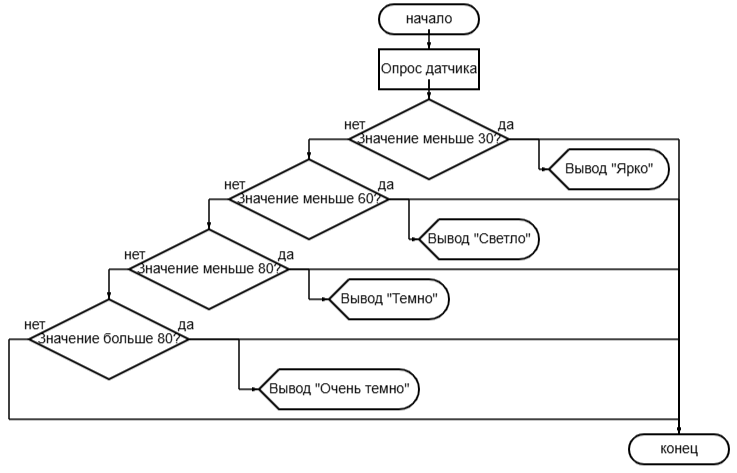 начало
Опрос датчика
нет
да
Значение меньше 30?
Вывод "Ярко"
нет
да
Значение меньше 60?
Вывод "Светло"
нет
да
Значение меньше 80?
Вывод "Темно"
нет
да
Значение больше 80?
Вывод "Очень темно"
конец